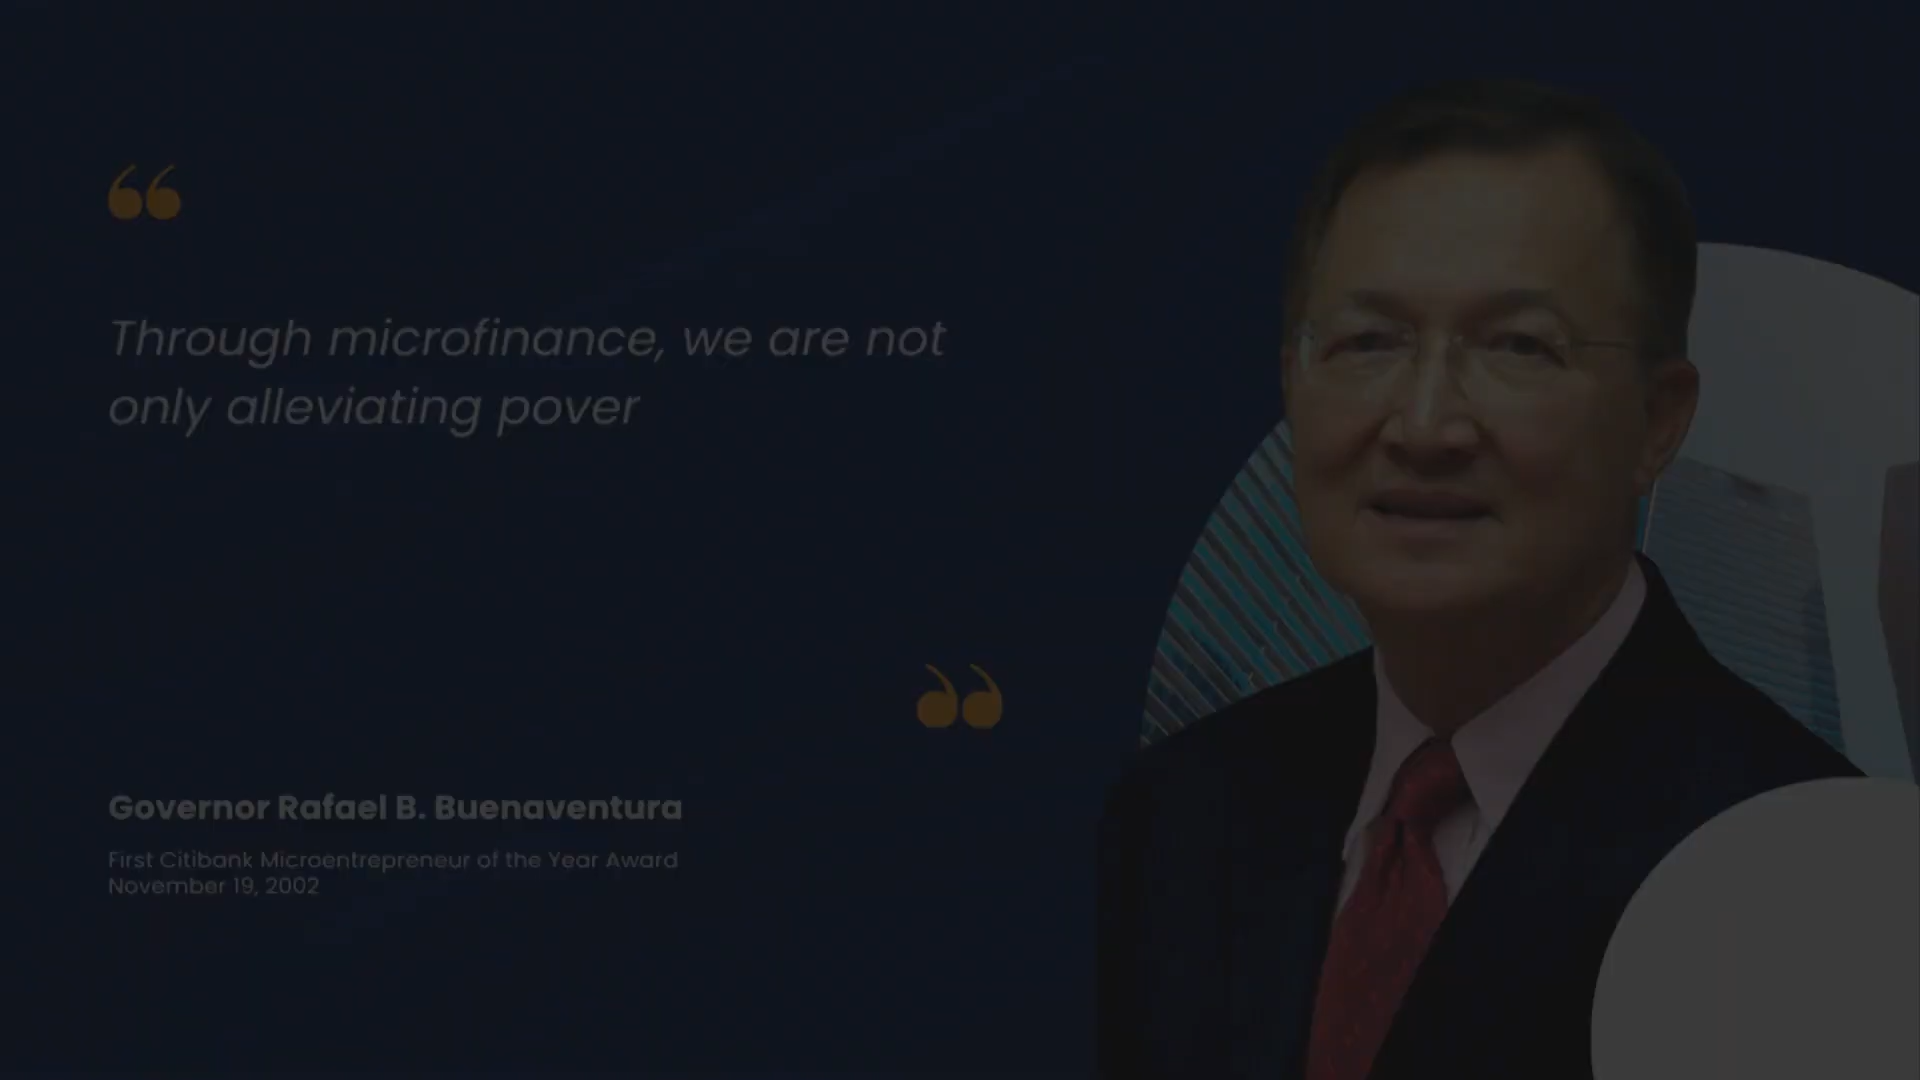 “
Through microfinance, we are not
only alleviating pover
”
Governor Rafael B. Buenaventura
First Citibank Microentrepreneur of the Year Award
November 19, 2002